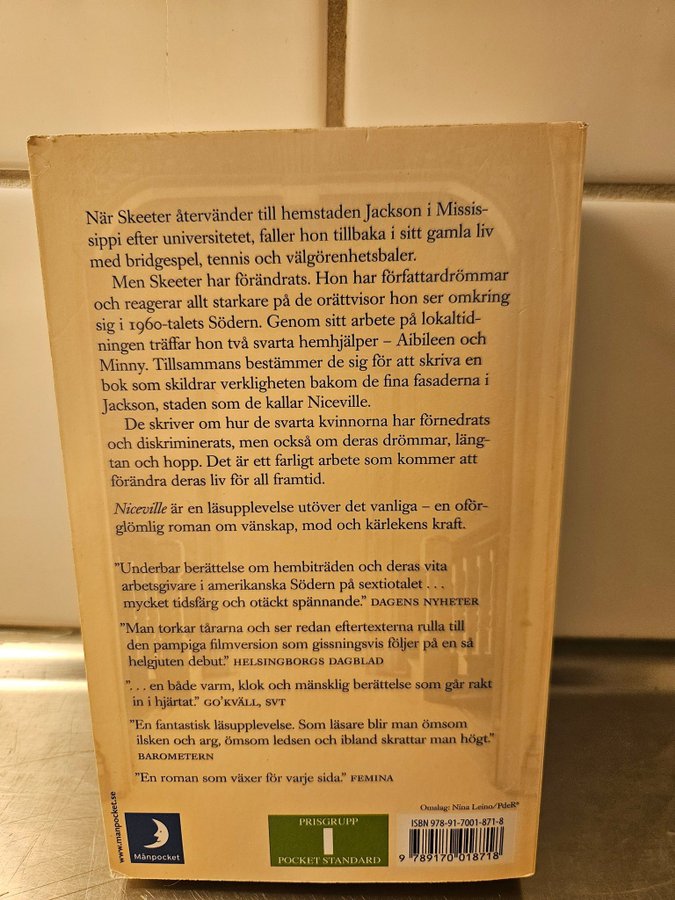 När Skeeter återvänder till hemstaden Jackson i Missis-
sippi efter universitetet, faller hon tillbaka i sitt gamla liv
med bridgespel, tennis och välgörenhetsbaler.
Men Skeeter har förändrats. Hon har författardrömmar
och reagerar allt starkare på de orättvisor hon ser omkring
sig i 1960-talets Södern. Genom sitt arbete på lokaltid-
ningen träffar hon två svarta hemhjälper – Aibileen och
Minny. Tillsammans bestämmer de sig för att skriva en
bok som skildrar verkligheten bakom de fina fasaderna i
Jackson, staden som de kallar Niceville.
De skriver om hur de svarta kvinnorna har förnedrats
och diskriminerats, men också om deras drömmar, läng-
tan och hopp. Det är ett farligt arbete som kommer att
förändra deras liv för all framtid.
Niceville är en läsupplevelse utöver det vanliga – en oför-
glömlig roman om vänskap, mod och kärlekens kraft.
”Underbar berättelse om hembiträden och deras vita
arbetsgivare i amerikanska Södern på sextiotalet . . .
mycket tidsfärg och otäckt spännande.” DAGENS NYHETER
”Man torkar tårarna och ser redan eftertexterna rulla till
den pampiga filmversion som gissningsvis följer på en så
helgjuten debut.” HELSINGBORGS DAGBLAD
”. . . en både varm, klok och mänsklig berättelse som går rakt
in i hjärtat.” GO’KVÄLL, SVT
”En fantastisk läsupplevelse. Som läsare blir man ömsom
ilsken och arg, ömsom ledsen och ibland skrattar man högt.”
BAROMETERN
”En roman som växer för varje sida.” FEMINA
Omslag: Nina Leino/PdeR®
www.manpocket.se
Månpocket
PRISGRUPP
1
POCKET STANDARD
ISBN 978-91-7001-871-8
9 789170 018718